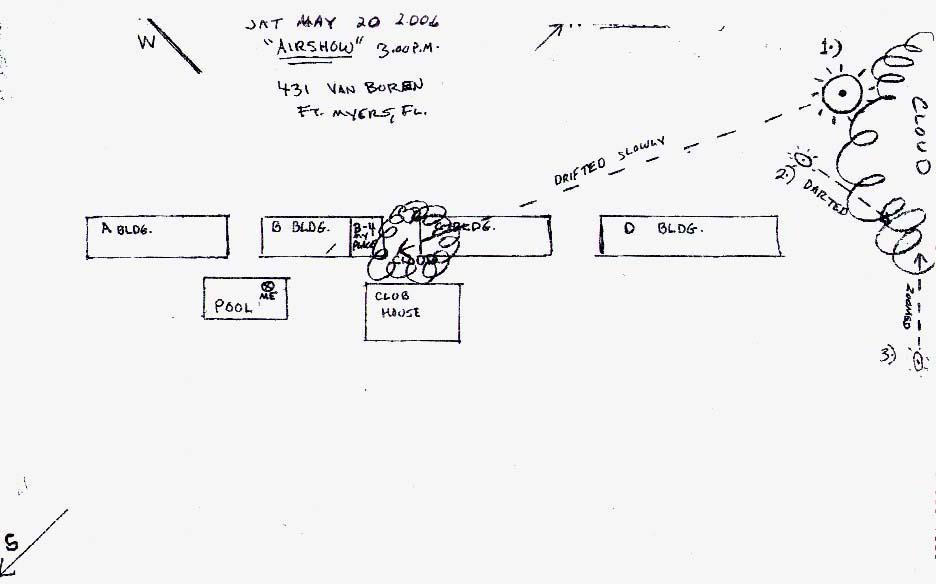 W
SAT MAY 20 2006
"AIRSHOW" 3:00 P.M.
431 VAN BUREN
FT. MYERS, FL.
1.)
CLOUD
DRIFTED SLOWLY
2.)
DARTED
A BLDG.
B BLDG.
B-4
MY
PLACE
BLDG.
CLOUD
D BLDG.
ME
POOL
CLUB
HOUSE
ZOOMED
3.)
S